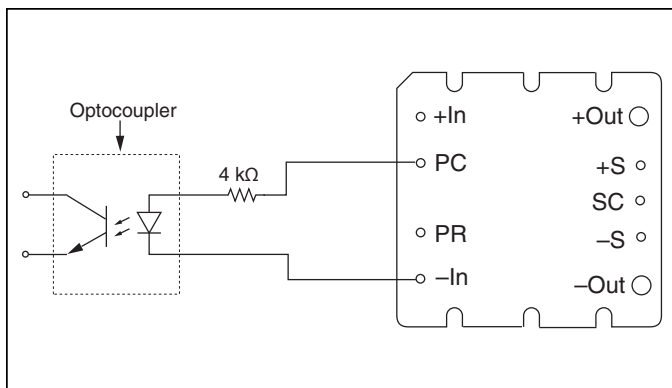 Optocoupler
4 kΩ
+In
PC
PR
–In
+Out
+S
SC
–S
–Out